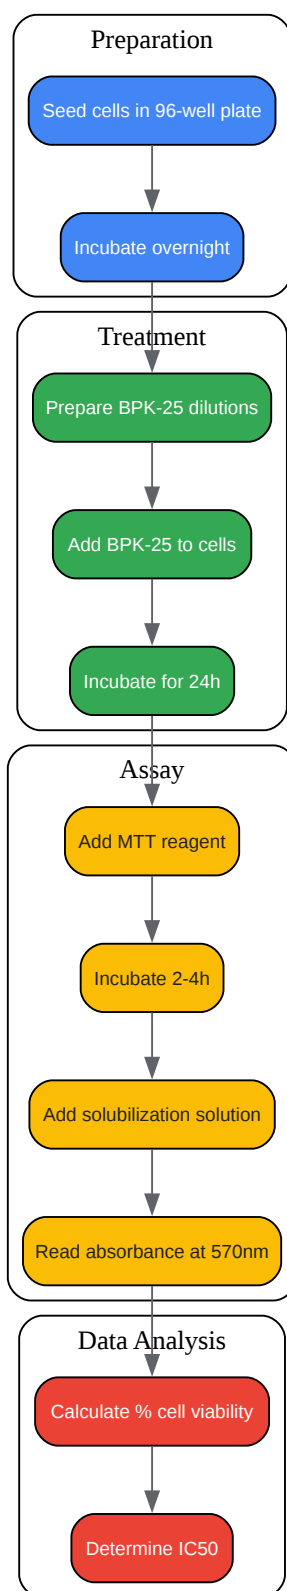 Preparation
Seed cells in 96-well plate
Incubate overnight
Treatment
Prepare BPK-25 dilutions
Add BPK-25 to cells
Incubate for 24h
Assay
Add MTT reagent
Incubate 2-4h
Add solubilization solution
Read absorbance at 570nm
Data Analysis
Calculate % cell viability
Determine IC50